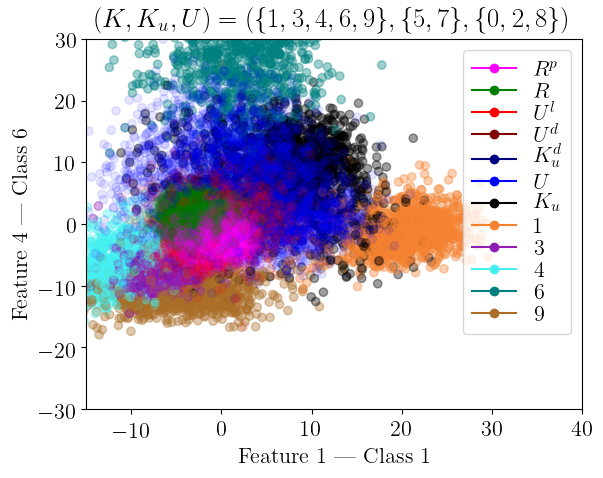 (K, K_u, U) = ({1, 3, 4, 6, 9}, {5, 7}, {0, 2, 8})
Feature 4 — Class 6
30
20
10
0
−10
−20
−30
−10
0
10
20
30
40
Feature 1 — Class 1
R^p
R
U^l
U^d
K_u^d
U
K_u
1
3
4
6
9